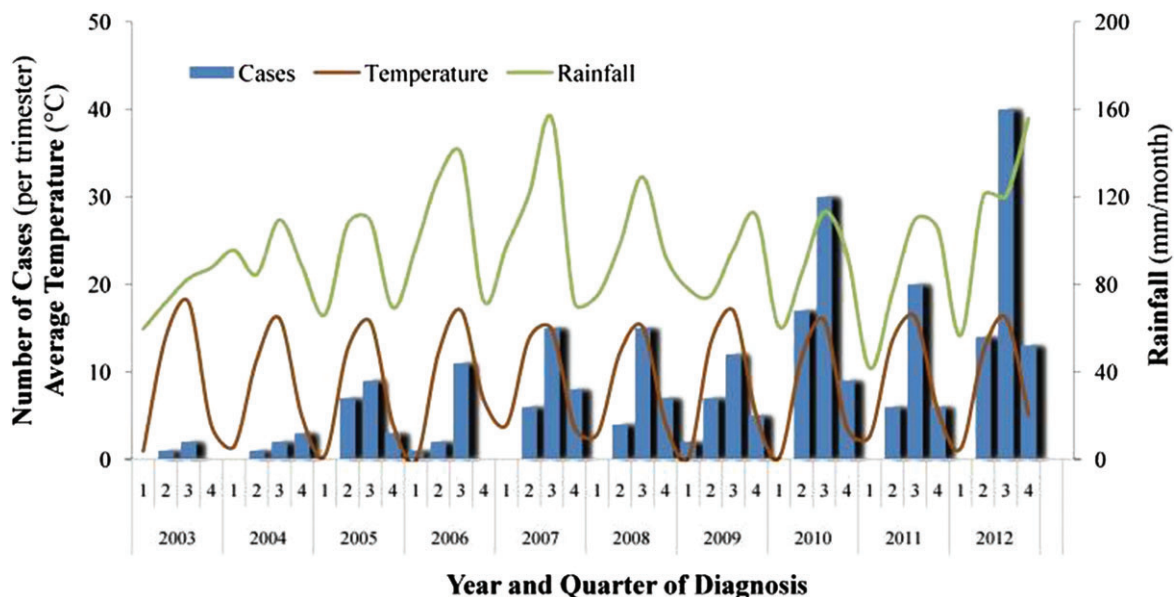 50
40
30
20
10
0
Number of Cases (per trimester)
Average Temperature (°C)
Cases Temperature Rainfall
200
160
120
80
40
0
Rainfall (mm/month)
1 2 3 4 1 2 3 4 1 2 3 4 1 2 3 4 1 2 3 4 1 2 3 4 1 2 3 4 1 2 3 4 1 2 3 4 1 2 3 4
2003 2004 2005 2006 2007 2008 2009 2010 2011 2012
Year and Quarter of Diagnosis